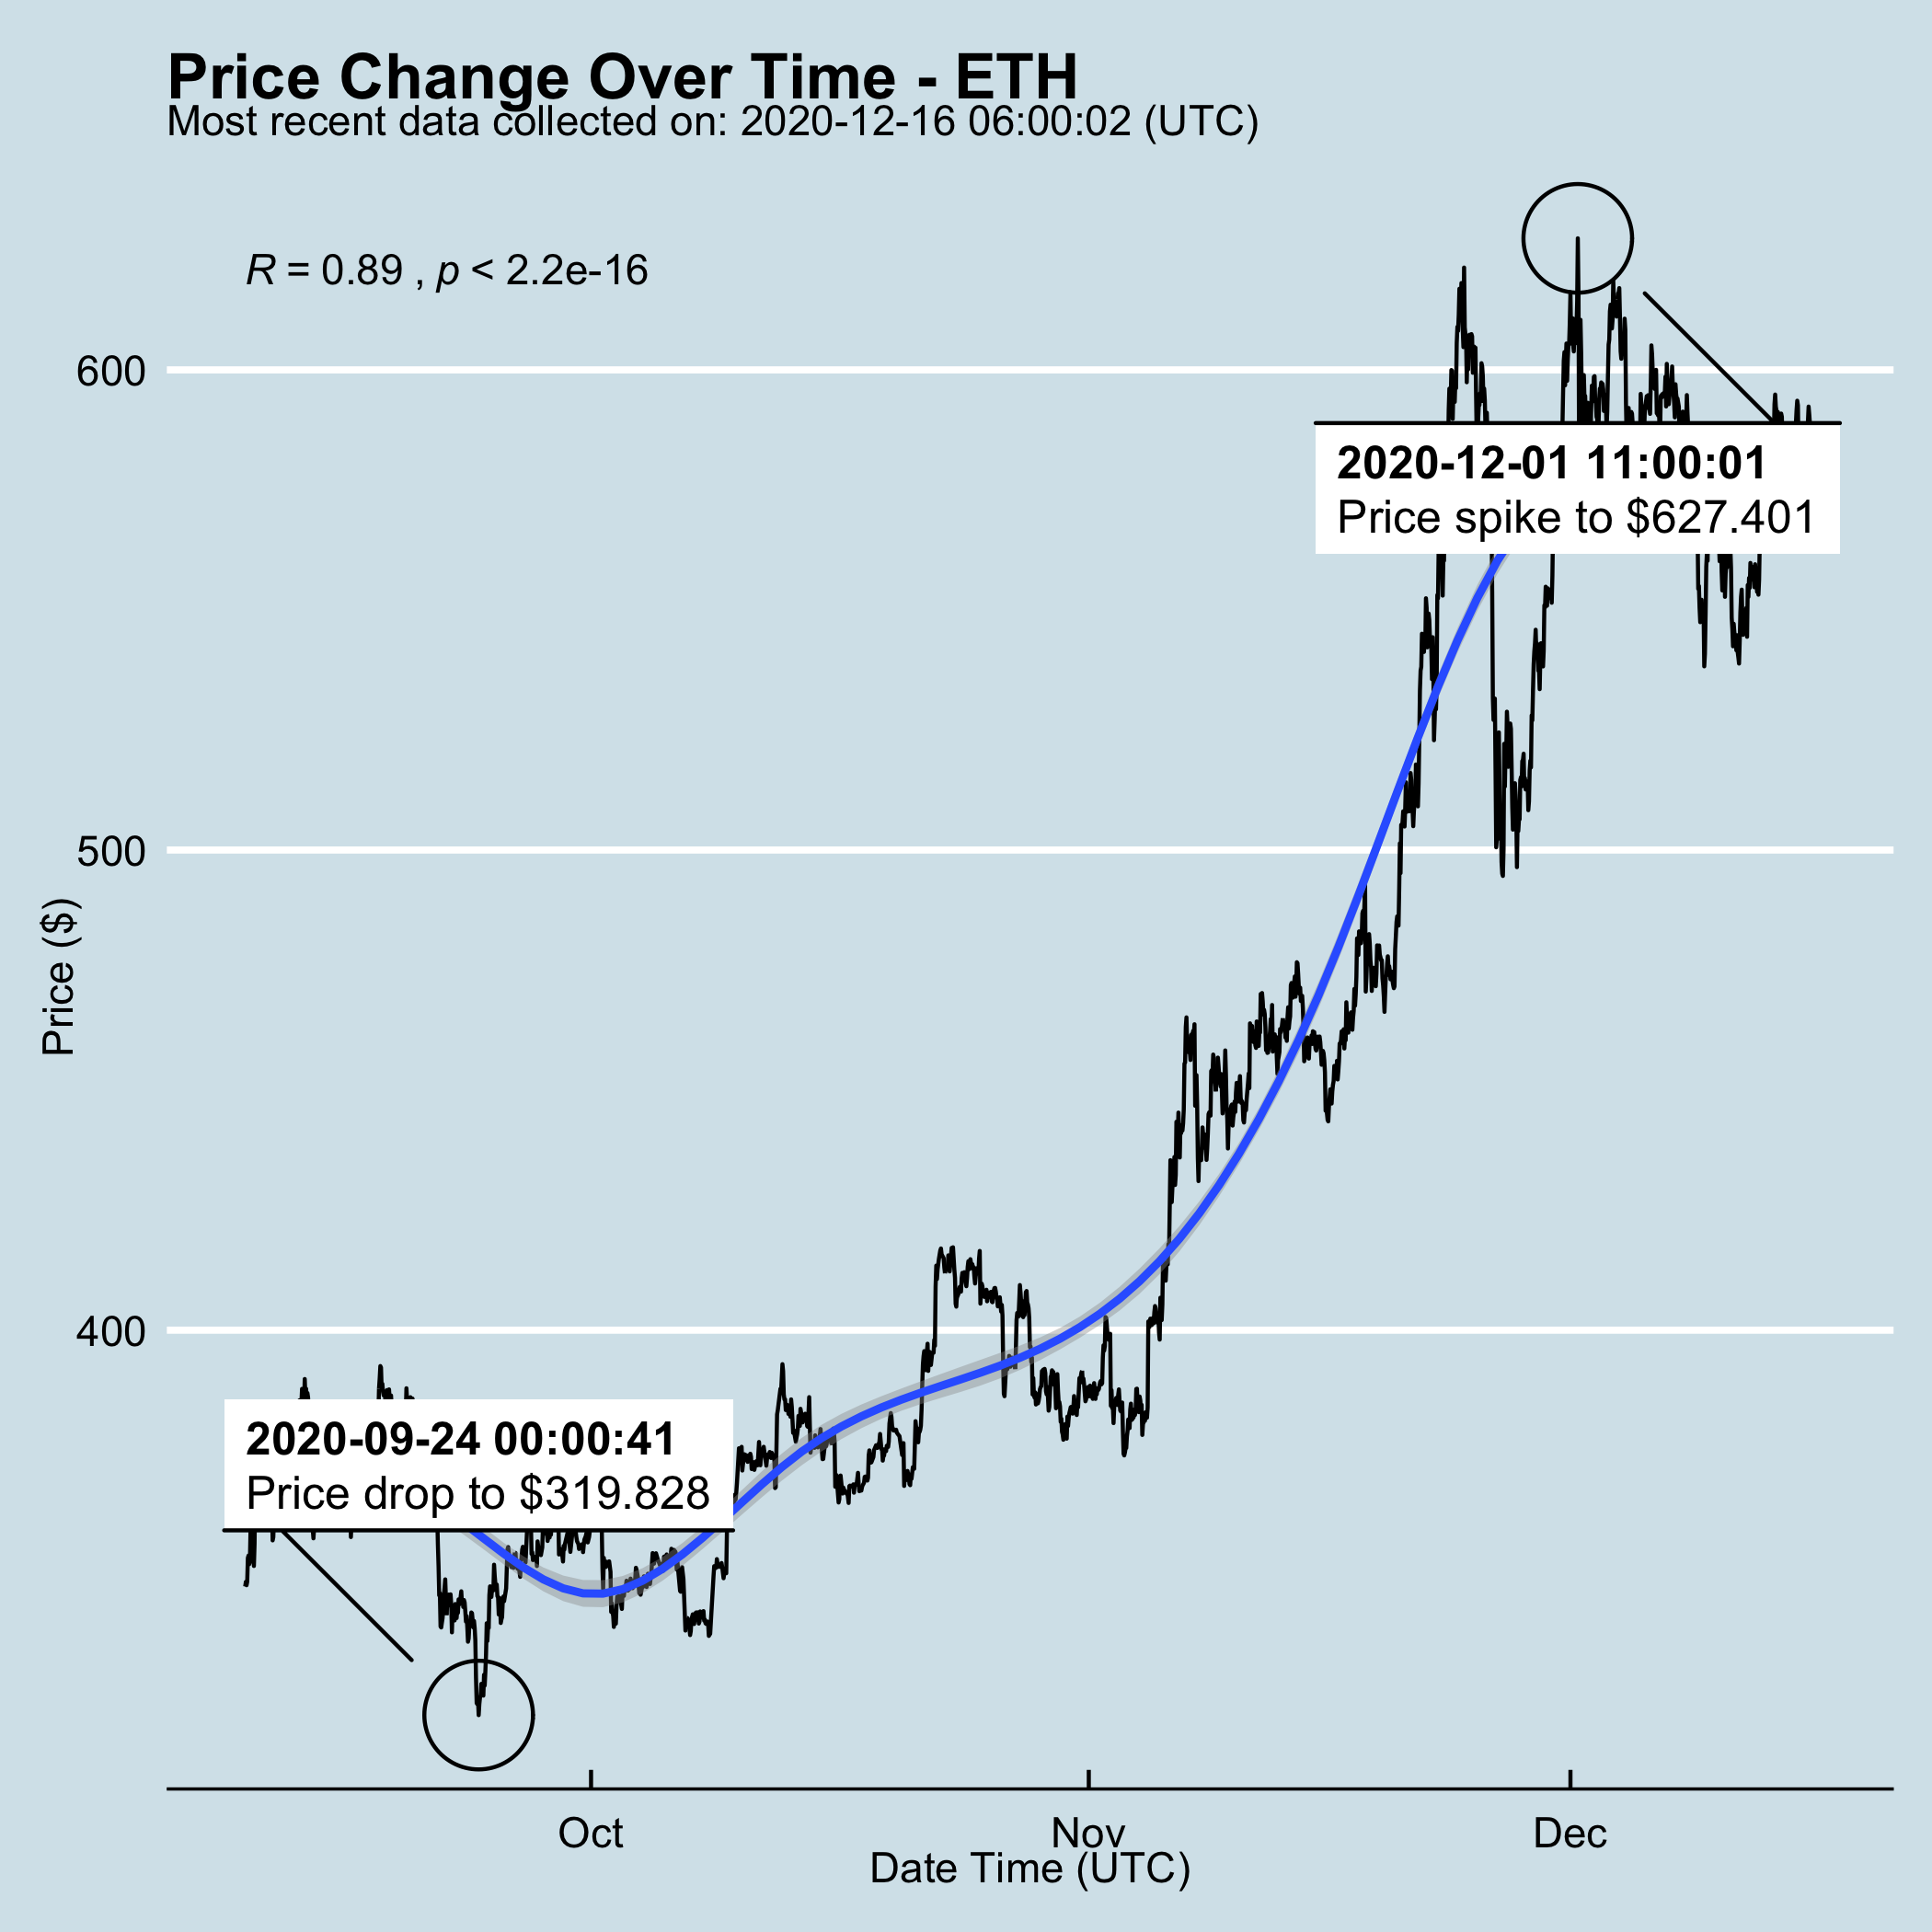 Price Change Over Time - ETH
Most recent data collected on: 2020-12-16 06:00:02 (UTC)
R = 0.89 , p < 2.2e-16
600
2020-12-01 11:00:01
Price spike to $627.401
500
Price ($)
400
2020-09-24 00:00:41
Price drop to $319.828
Oct
Nov
Dec
Date Time (UTC)